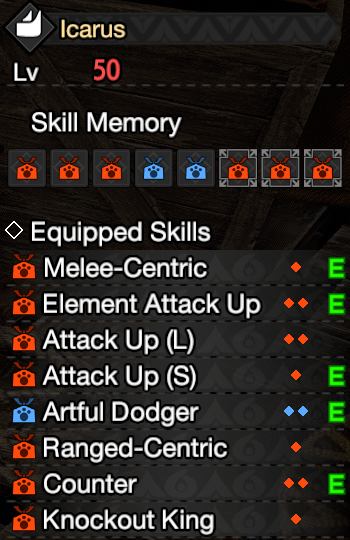 Icarus
Lv 50
Skill Memory
Equipped Skills
Melee-Centric E
Element Attack Up E
Attack Up (L)
Attack Up (S) E
Artful Dodger E
Ranged-Centric
Counter E
Knockout King